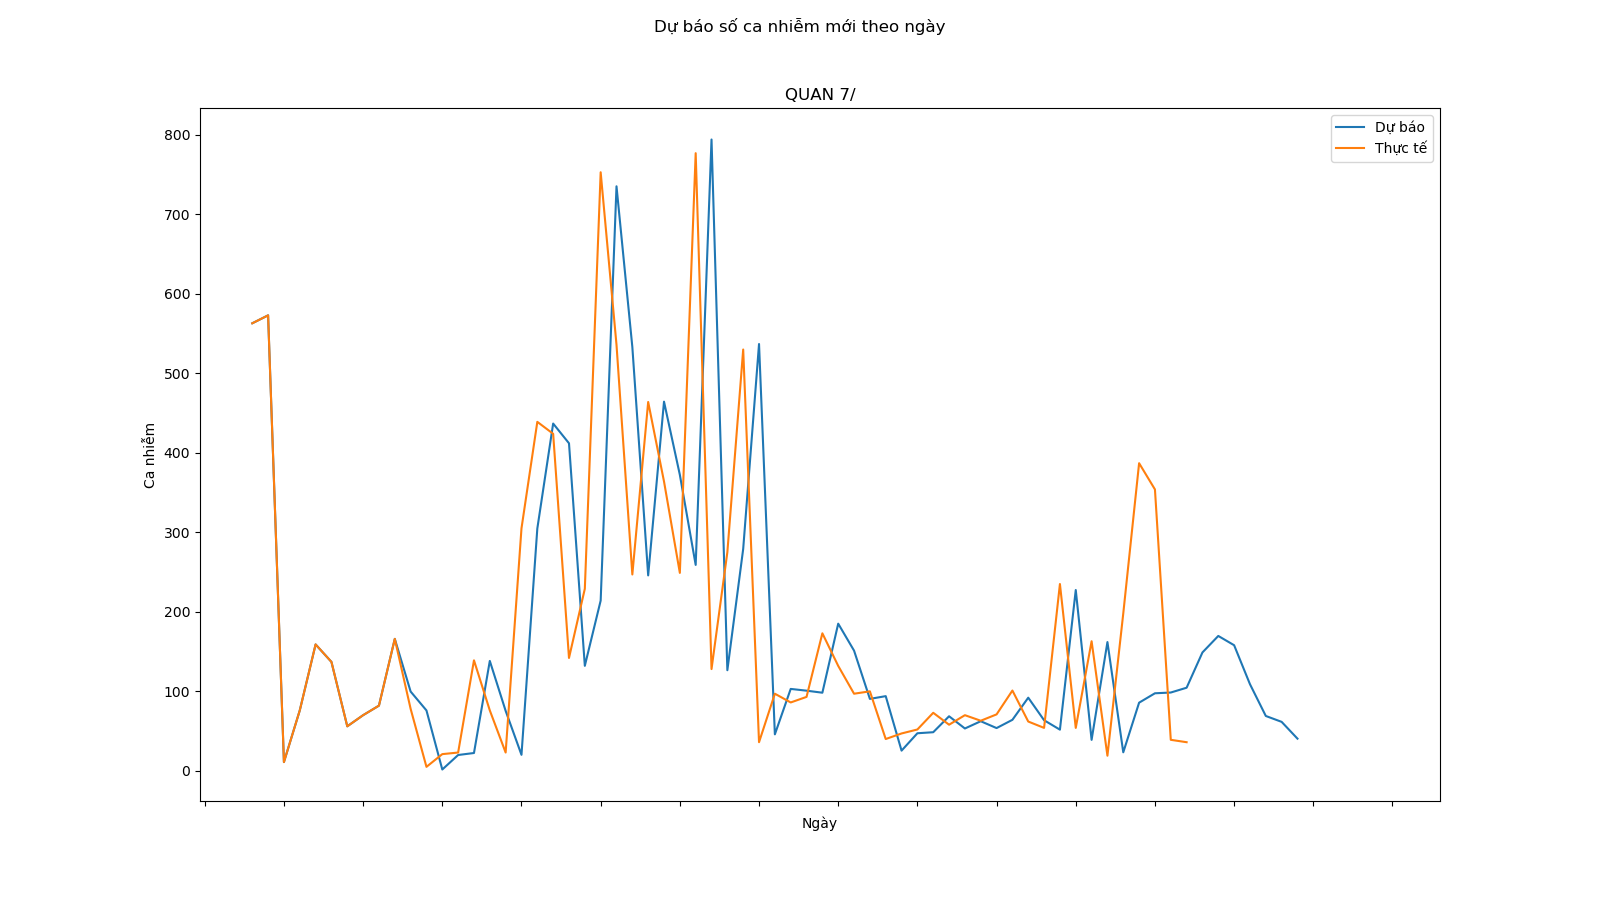 Dự báo số ca nhiễm mới theo ngày
QUAN 7/
Dự báo
Thực tế
800
700
600
500
400
300
200
100
0
Ca nhiễm
Ngày